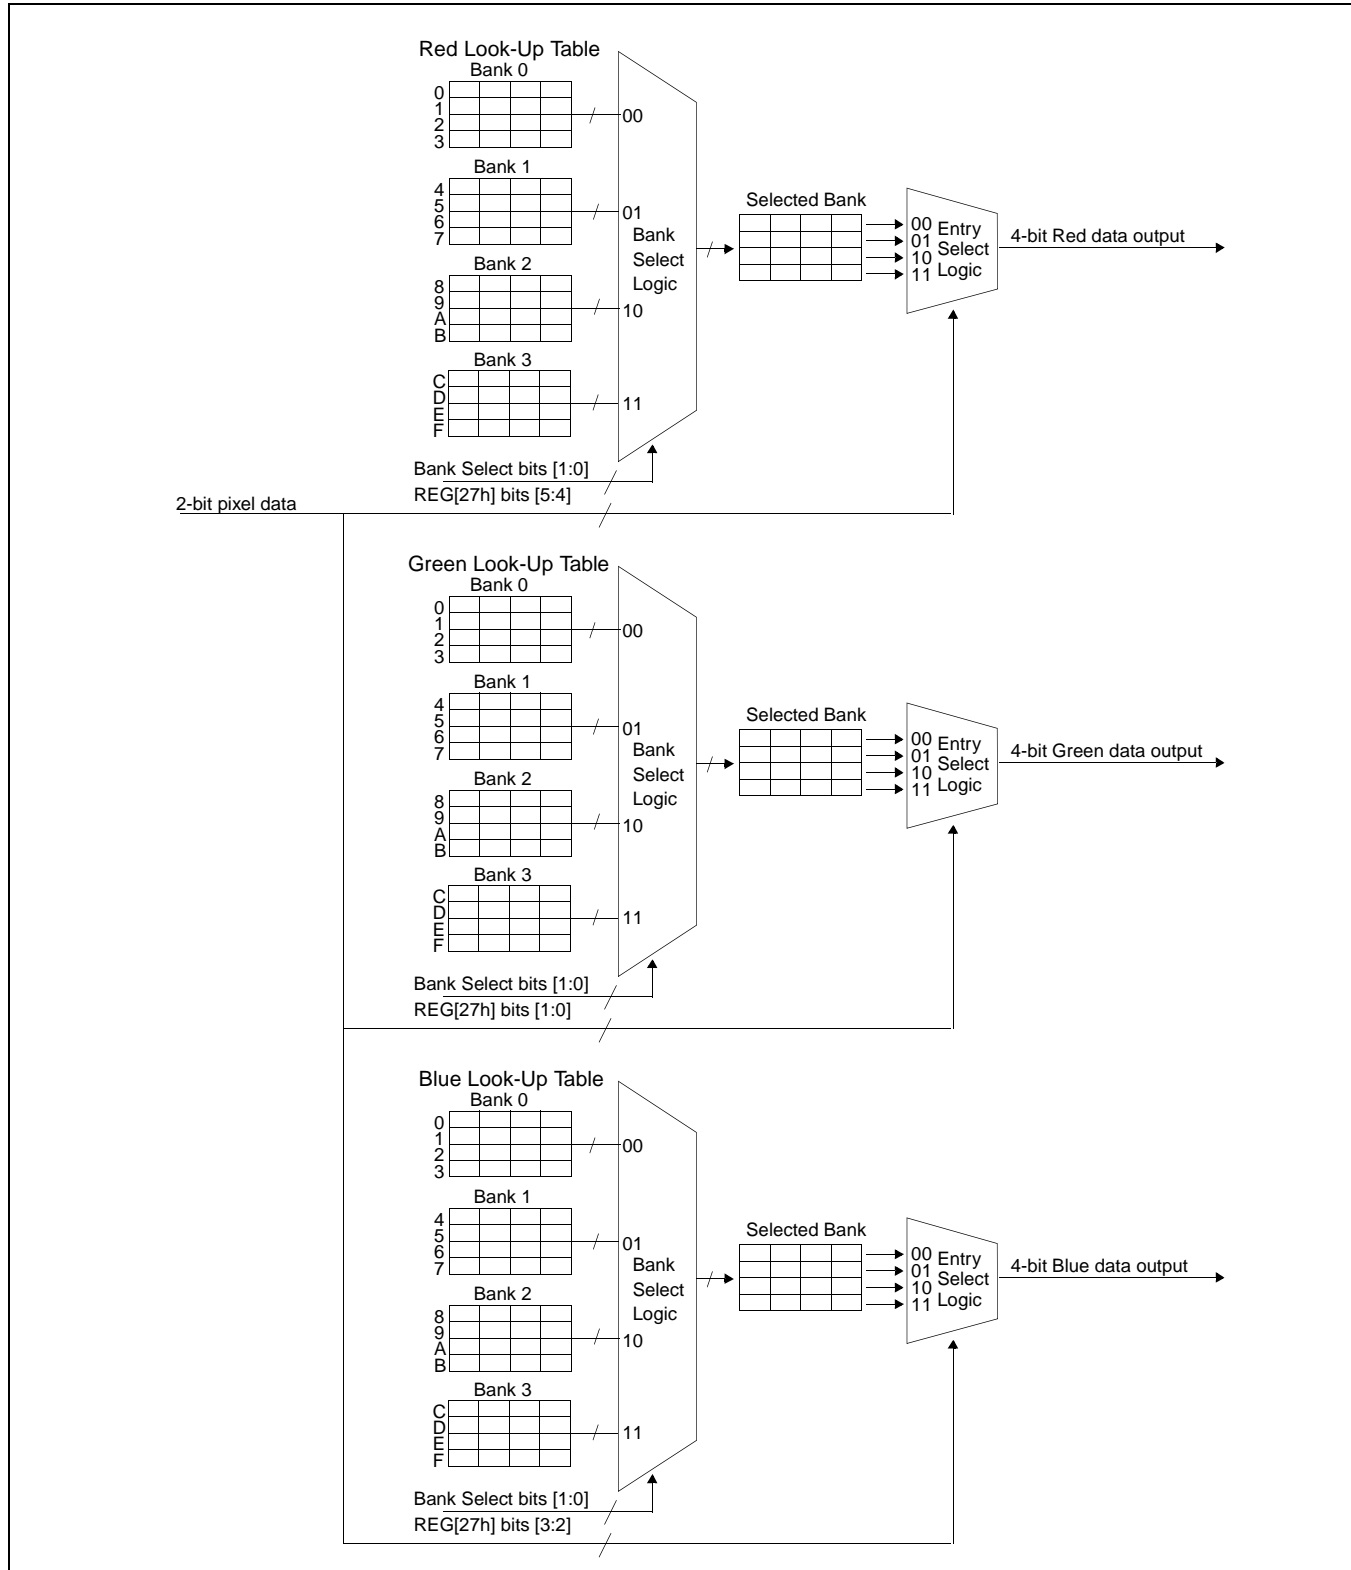 Red Look-Up Table
Bank 0
0
1
2
3
00
Bank 1
4
5
6
7
01
Bank 2
8
9
A
B
10
Bank 3
C
D
E
F
11
Bank
Select
Logic
Selected Bank
00
01
10
11
Entry
Select
Logic
4-bit Red data output
Bank Select bits [1:0]
REG[27h] bits [5:4]
2-bit pixel data
Green Look-Up Table
Bank 0
0
1
2
3
00
Bank 1
4
5
6
7
01
Bank 2
8
9
A
B
10
Bank 3
C
D
E
F
11
Bank
Select
Logic
Selected Bank
00
01
10
11
Entry
Select
Logic
4-bit Green data output
Bank Select bits [1:0]
REG[27h] bits [1:0]
Blue Look-Up Table
Bank 0
0
1
2
3
00
Bank 1
4
5
6
7
01
Bank 2
8
9
A
B
10
Bank 3
C
D
E
F
11
Bank
Select
Logic
Selected Bank
00
01
10
11
Entry
Select
Logic
4-bit Blue data output
Bank Select bits [1:0]
REG[27h] bits [3:2]